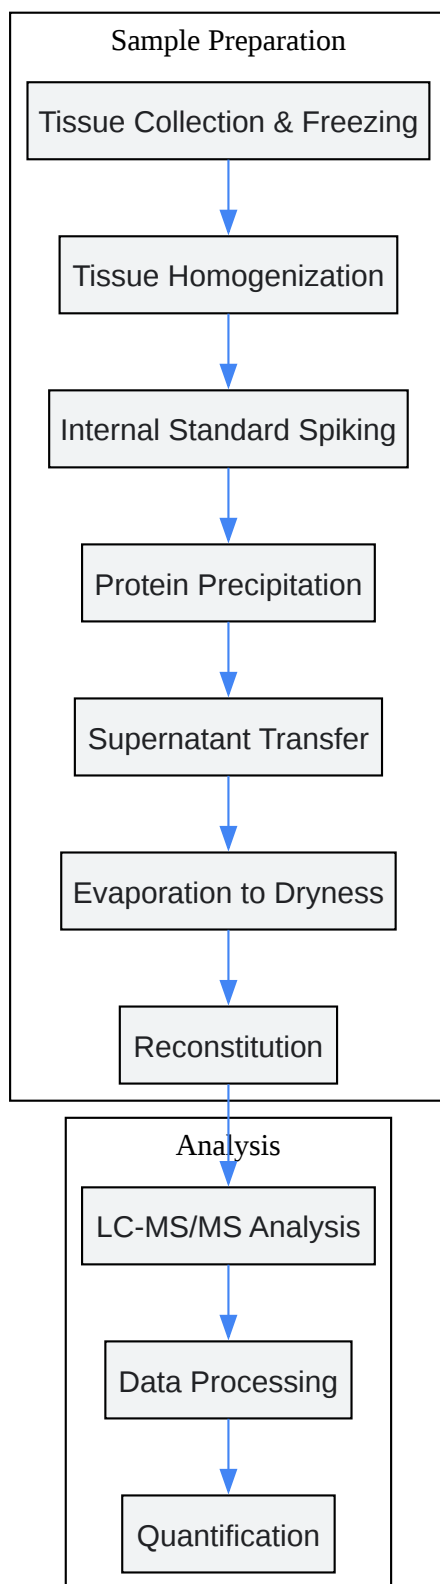 Sample Preparation
Tissue Collection & Freezing
Tissue Homogenization
Internal Standard Spiking
Protein Precipitation
Supernatant Transfer
Evaporation to Dryness
Reconstitution
Analysis
LC-MS/MS Analysis
Data Processing
Quantification